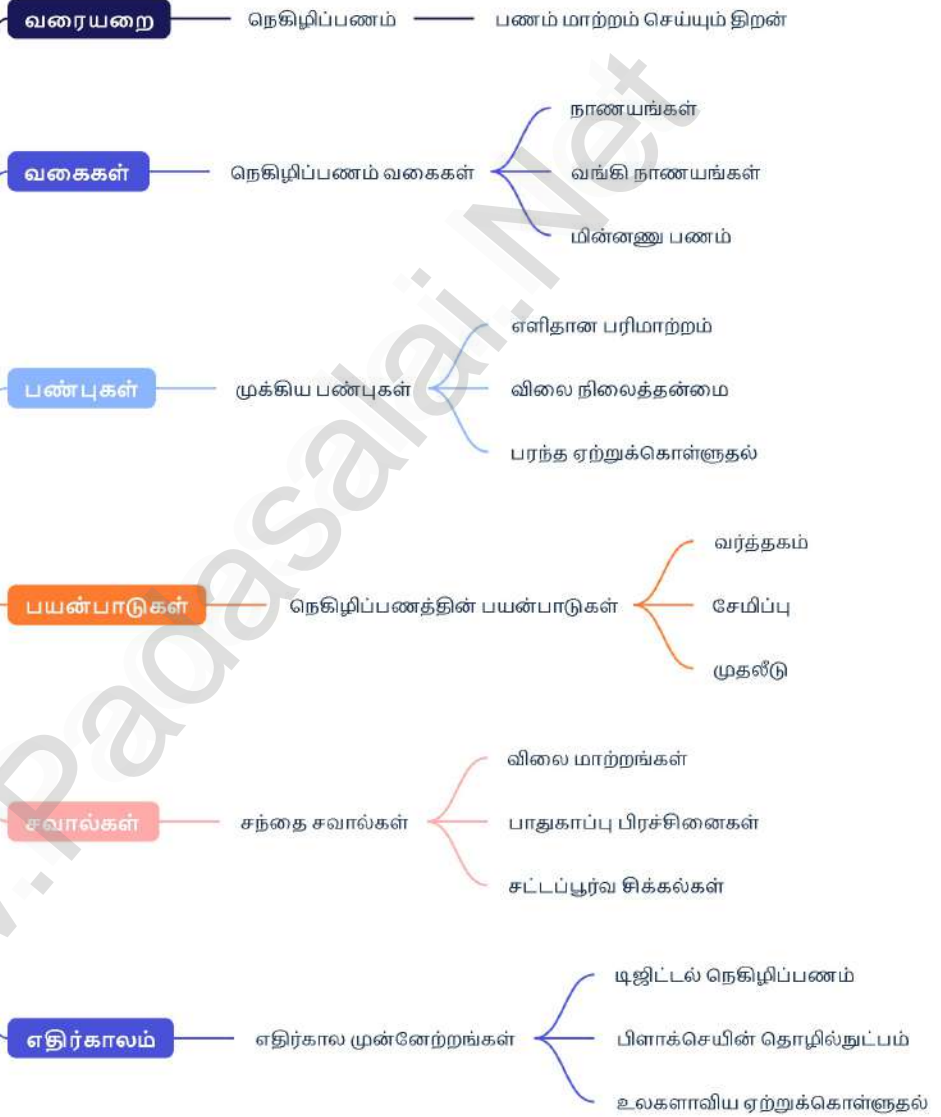 வரையறை
நெகிழிப்பணம்
பணம் மாற்றம் செய்யும் திறன்
வகைகள்
நெகிழிப்பணம் வகைகள்
நாணயங்கள்
வங்கி நாணயங்கள்
மின்னணு பணம்
பண்புகள்
முக்கிய பண்புகள்
எளிதான பரிமாற்றம்
விலை நிலைத்தன்மை
பரந்த ஏற்றுக்கொள்ளுதல்
பயன்பாடுகள்
நெகிழிப்பணத்தின் பயன்பாடுகள்
வர்த்தகம்
சேமிப்பு
முதலீடு
சவால்கள்
சந்தை சவால்கள்
விலை மாற்றங்கள்
பாதுகாப்பு பிரச்சினைகள்
சட்டப்பூர்வ சிக்கல்கள்
எதிர்காலம்
எதிர்கால முன்னேற்றங்கள்
டிஜிட்டல் நெகிழிப்பணம்
பிளாக்செயின் தொழில்நுட்பம்
உலகளாவிய ஏற்றுக்கொள்ளுதல்
.Padasalai.Net